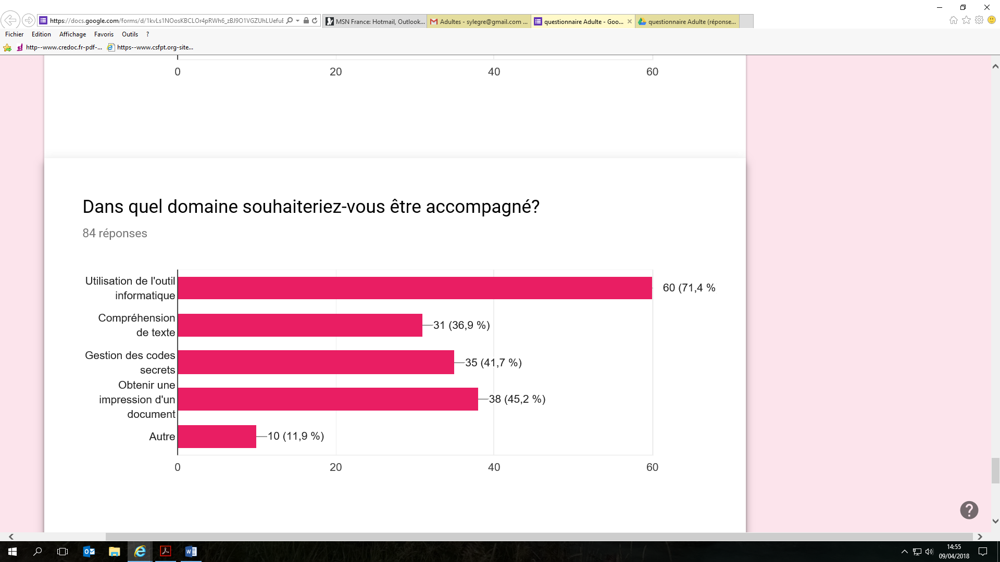 https://docs.google.com/forms/d/1kvLs1NOosKBCLOr4pRWh6_zBJ9O1VGZUhLUefuI
MSN France: Hotmail, Outlook...
Adultes - sylegre@gmail.com ...
questionnaire Adulte - Goo...
questionnaire Adulte (réponse...
Fichier Edition Affichage Favoris Outils ?
http--www.credoc.fr-pdf-... https--www.csfpt.org-site...
0 20 40 60
Dans quel domaine souhaiteriez-vous être accompagné?
84 réponses
Utilisation de l'outil
informatique
60 (71,4 %
Compréhension
de texte
31 (36,9 %)
Gestion des codes
secrets
35 (41,7 %)
Obtenir une
impression d'un
document
38 (45,2 %)
Autre
10 (11,9 %)
0 20 40 60
14:55
09/04/2018